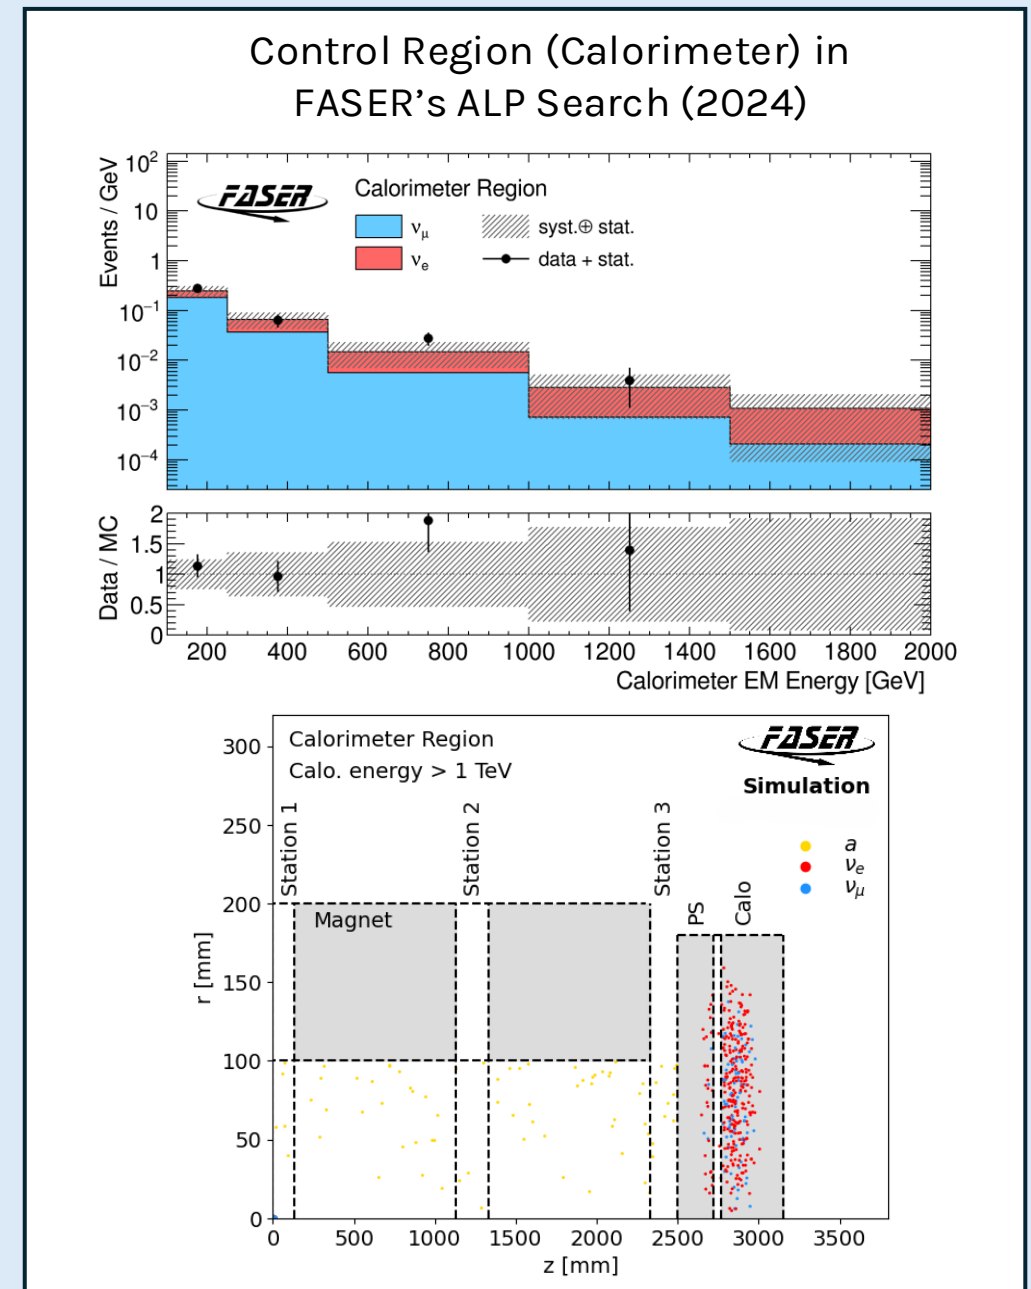 Control Region (Calorimeter) in
FASER's ALP Search (2024)
Events / GeV
10²
10
1
10⁻¹
10⁻²
10⁻³
10⁻⁴
FASER
Calorimeter Region
νμ
νe
syst.⊕ stat.
data + stat.
Data / MC
2
1.5
1
0.5
0
200 400 600 800 1000 1200 1400 1600 1800 2000
Calorimeter EM Energy [GeV]
Calorimeter Region
Calo. energy > 1 TeV
FASER
Simulation
a
νe
νμ
Station 1
Station 2
Station 3
PS
Calo
Magnet
r [mm]
300
250
200
150
100
50
0
0 500 1000 1500 2000 2500 3000 3500
z [mm]